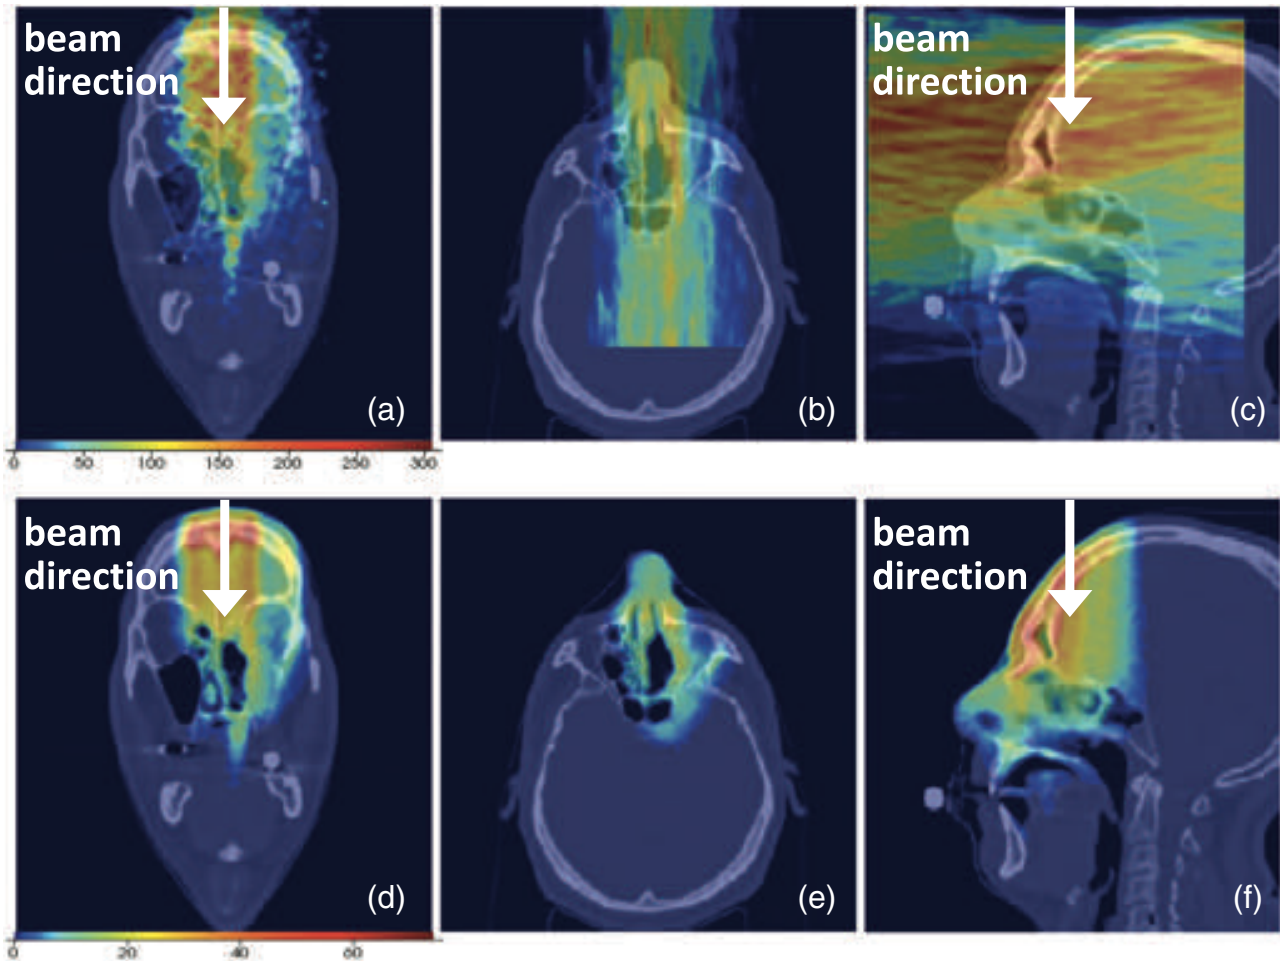 beam
direction
beam
direction
(a)
(b)
(c)
0 50 100 150 200 250 300
beam
direction
beam
direction
(d)
(e)
(f)
0 20 40 60